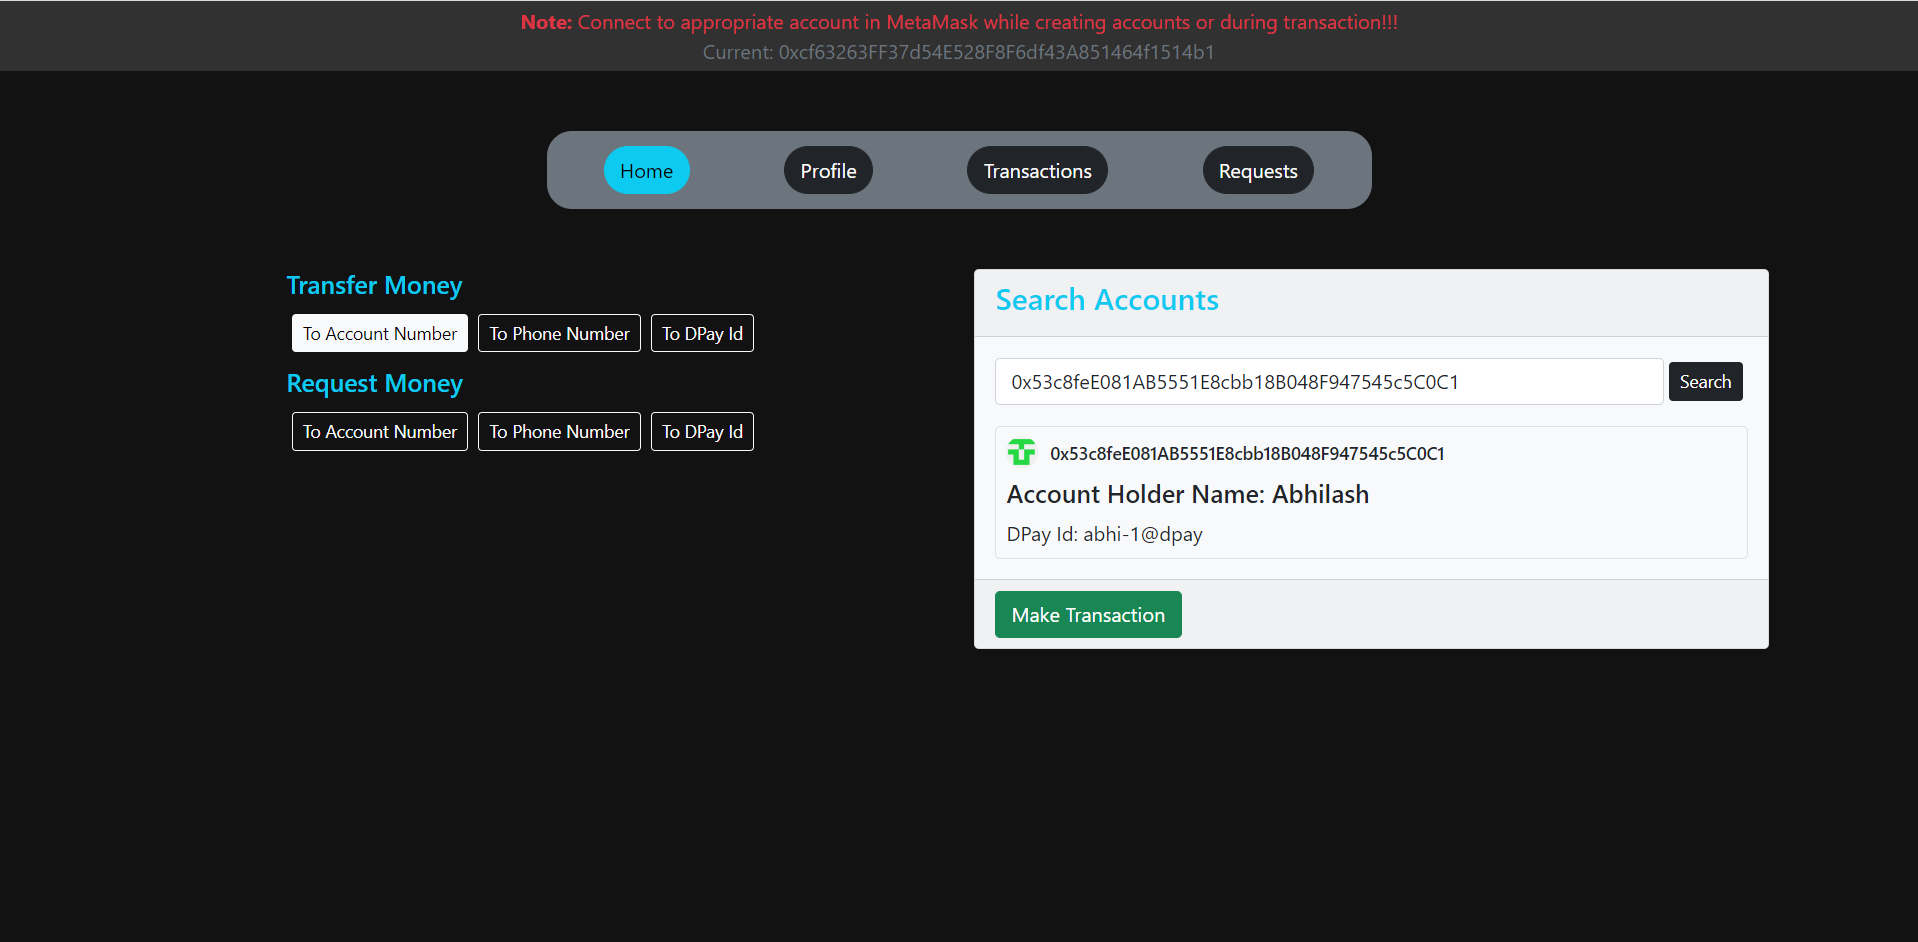 Note: Connect to appropriate account in MetaMask while creating accounts or during transaction!!!
Current: 0xcf63263FF37d54E528F8F6df43A851464f1514b1
Home Profile Transactions Requests
Transfer Money
To Account Number To Phone Number To DPay Id
Request Money
To Account Number To Phone Number To DPay Id
Search Accounts
0x53c8feE081AB5551E8cbb18B048F947545c5C0C1 Search
0x53c8feE081AB5551E8cbb18B048F947545c5C0C1
Account Holder Name: Abhilash
DPay Id: abhi-1@dpay
Make Transaction